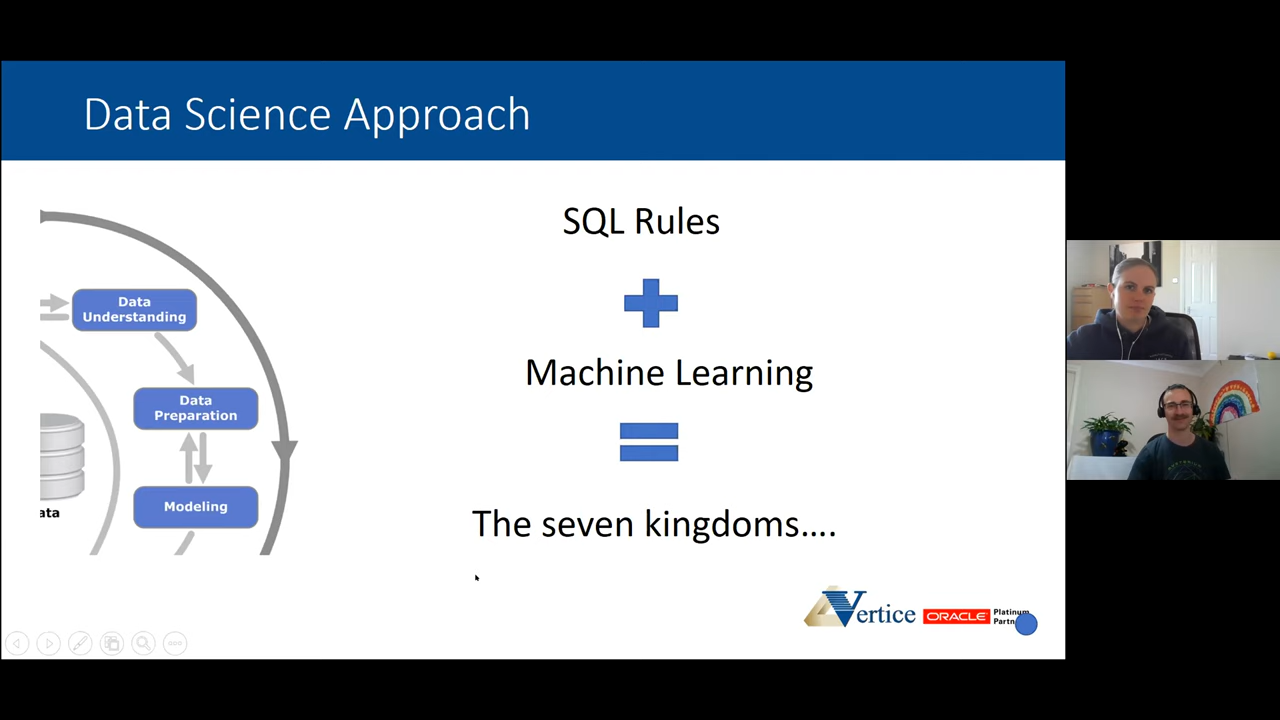 Data Science Approach
SQL Rules
Machine Learning
The seven kingdoms....
Data
Understanding
Data
Preparation
Modeling
ata
Vertice
ORACLE
Platinum
Partn